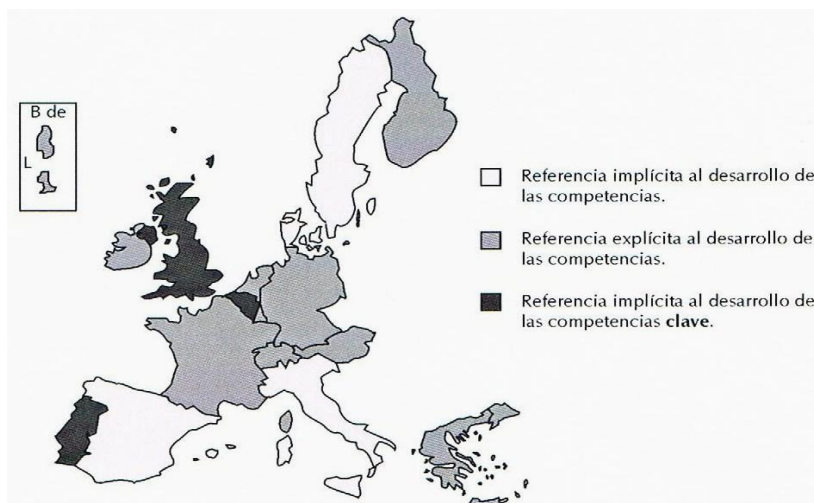 B de
L
Referencia implícita al desarrollo de
las competencias.
Referencia explícita al desarrollo de
las competencias.
Referencia implícita al desarrollo de
las competencias clave.